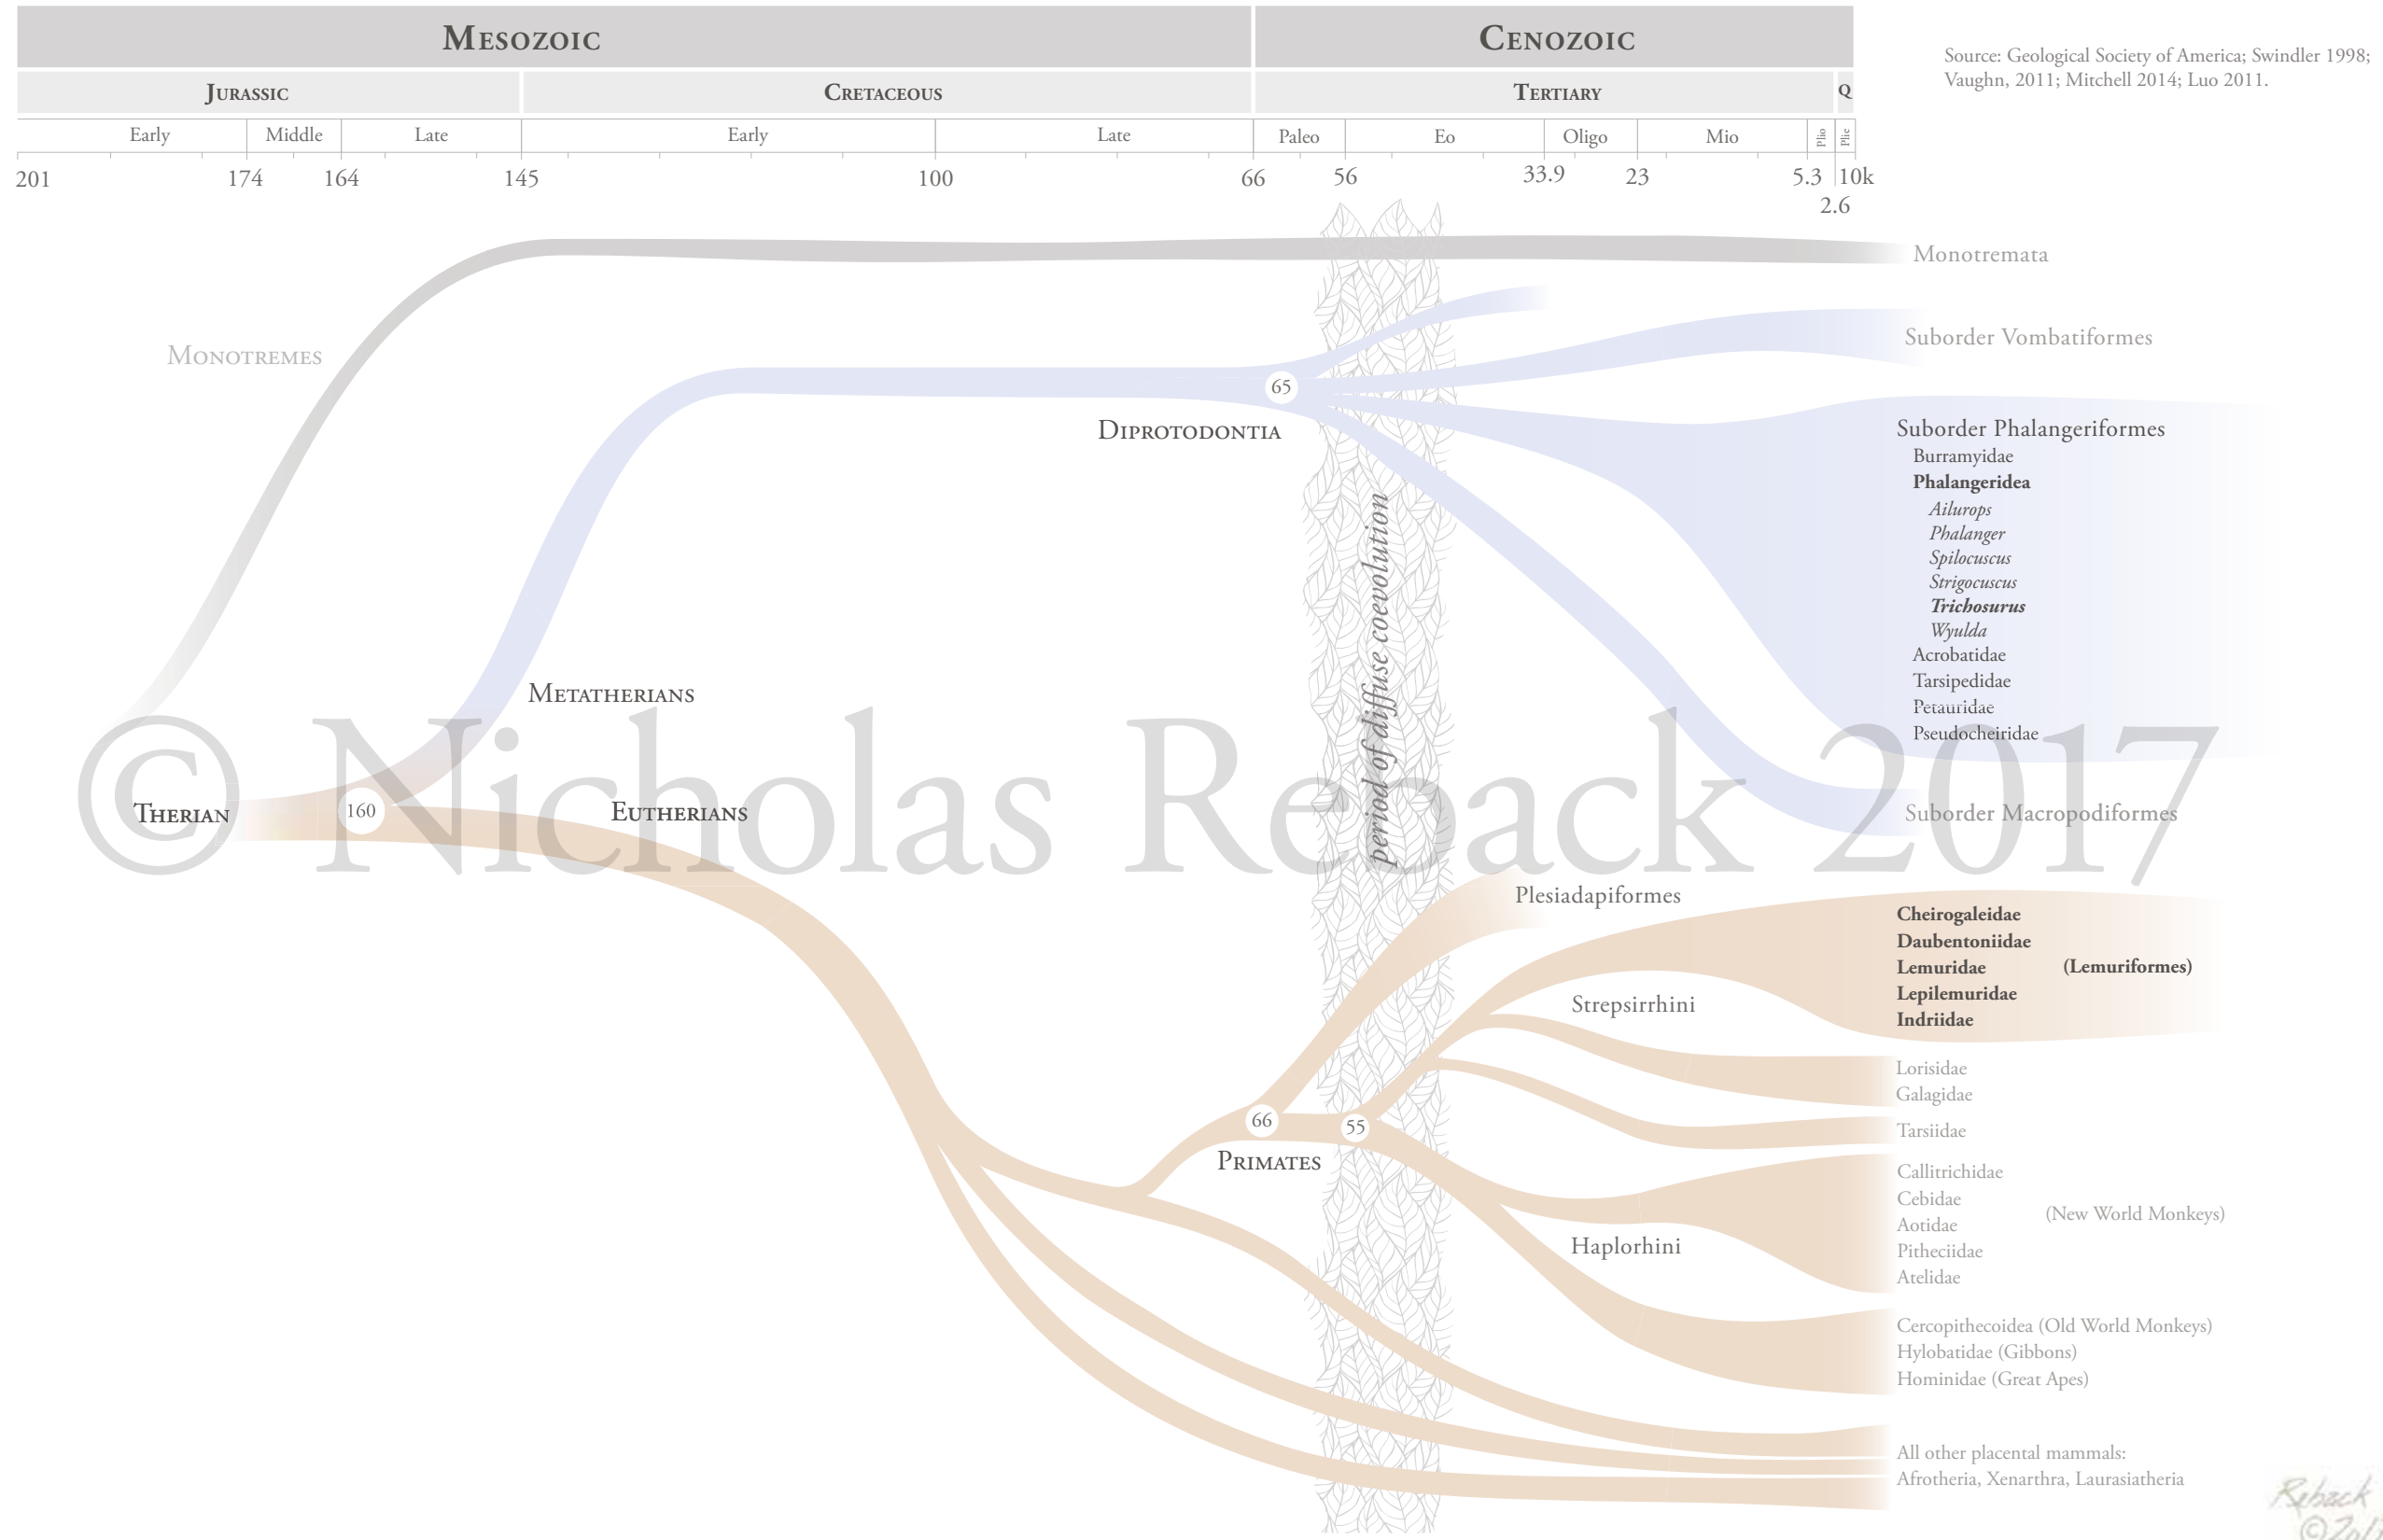 MESOZOIC
CENOZOIC
Source: Geological Society of America; Swindler 1998;
Vaughn, 2011; Mitchell 2014; Luo 2011.
JURASSIC
CRETACEOUS
TERTIARY
Q
Early
Middle
Late
Early
Late
Paleo
Eo
Oligo
Mio
Plio
Plie
201
174
164
145
100
66
56
33.9
23
5.3
10k
2.6
Monotremata
MONOTREMES
Suborder Vombatiformes
65
DIPROTODONTIA
Suborder Phalangeriformes
Burramyidae
Phalangeridea
Ailurops
Phalanger
Spilocuscus
Strigocuscus
Trichosurus
Wyulda
Acrobatidae
Tarsipedidae
Petauridae
Pseudocheiridae
period of diffuse coevolution
METATHERIANS
© Nicholas Reback 2017
THERIAN
160
EUTHERIANS
Suborder Macropodiformes
Plesiadapiformes
Cheirogaleidae
Daubentoniidae
Lemuridae
(Lemuriformes)
Lepilemuridae
Indriidae
Strepsirrhini
Lorisidae
Galagidae
66
55
PRIMATES
Tarsiidae
Callitrichidae
Cebidae
Aotidae
(New World Monkeys)
Pitheciidae
Atelidae
Haplorhini
Cercopithecoidea (Old World Monkeys)
Hylobatidae (Gibbons)
Hominidae (Great Apes)
All other placental mammals:
Afrotheria, Xenarthra, Laurasiatheria
Reback